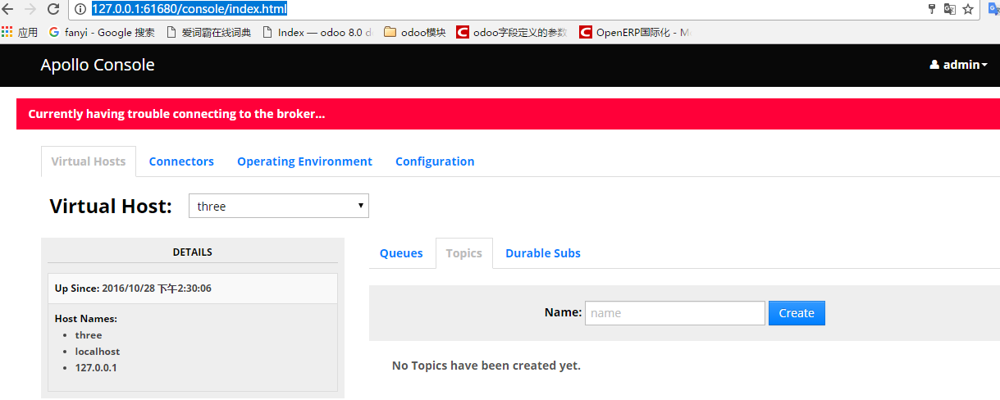 127.0.0.1:61680/console/index.html
应用 fanyi - Google 搜索 爱词霸在线词典 Index — odoo 8.0 d odoo模块 odoo字段定义的参数 OpenERP国际化 - M
Apollo Console admin
Currently having trouble connecting to the broker...
Virtual Hosts Connectors Operating Environment Configuration
Virtual Host: three
DETAILS
Queues Topics Durable Subs
Up Since: 2016/10/28 下午2:30:06
Host Names:
three
localhost
127.0.0.1
Name: name Create
No Topics have been created yet.